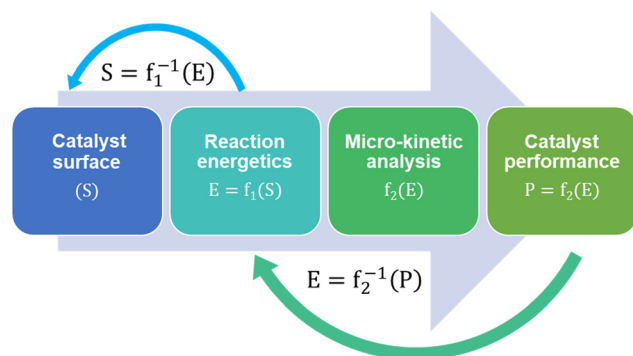 S = f₁⁻¹(E)
Catalyst
surface
(S)
Reaction
energetics
E = f₁(S)
Micro-kinetic
analysis
f₂(E)
Catalyst
performance
P = f₂(E)
E = f₂⁻¹(P)